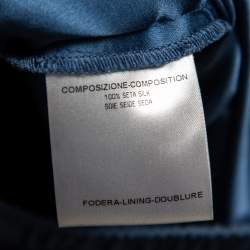 COMPOSIZIONE-COMPOSITION
100% SETA SILK
SOIE SEIDE SEDA
FODERA-LINING-DOUBLURE